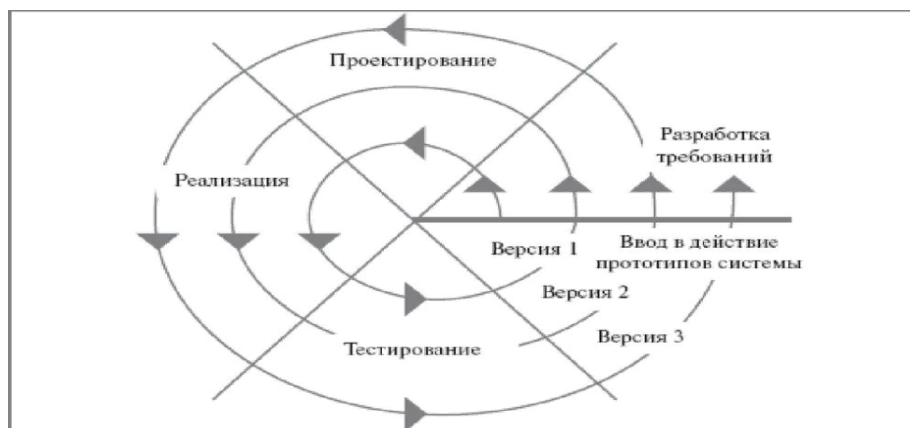 Проектирование
Разработка
требований
Реализация
Версия 1
Ввод в действие
прототипов системы
Версия 2
Версия 3
Тестирование